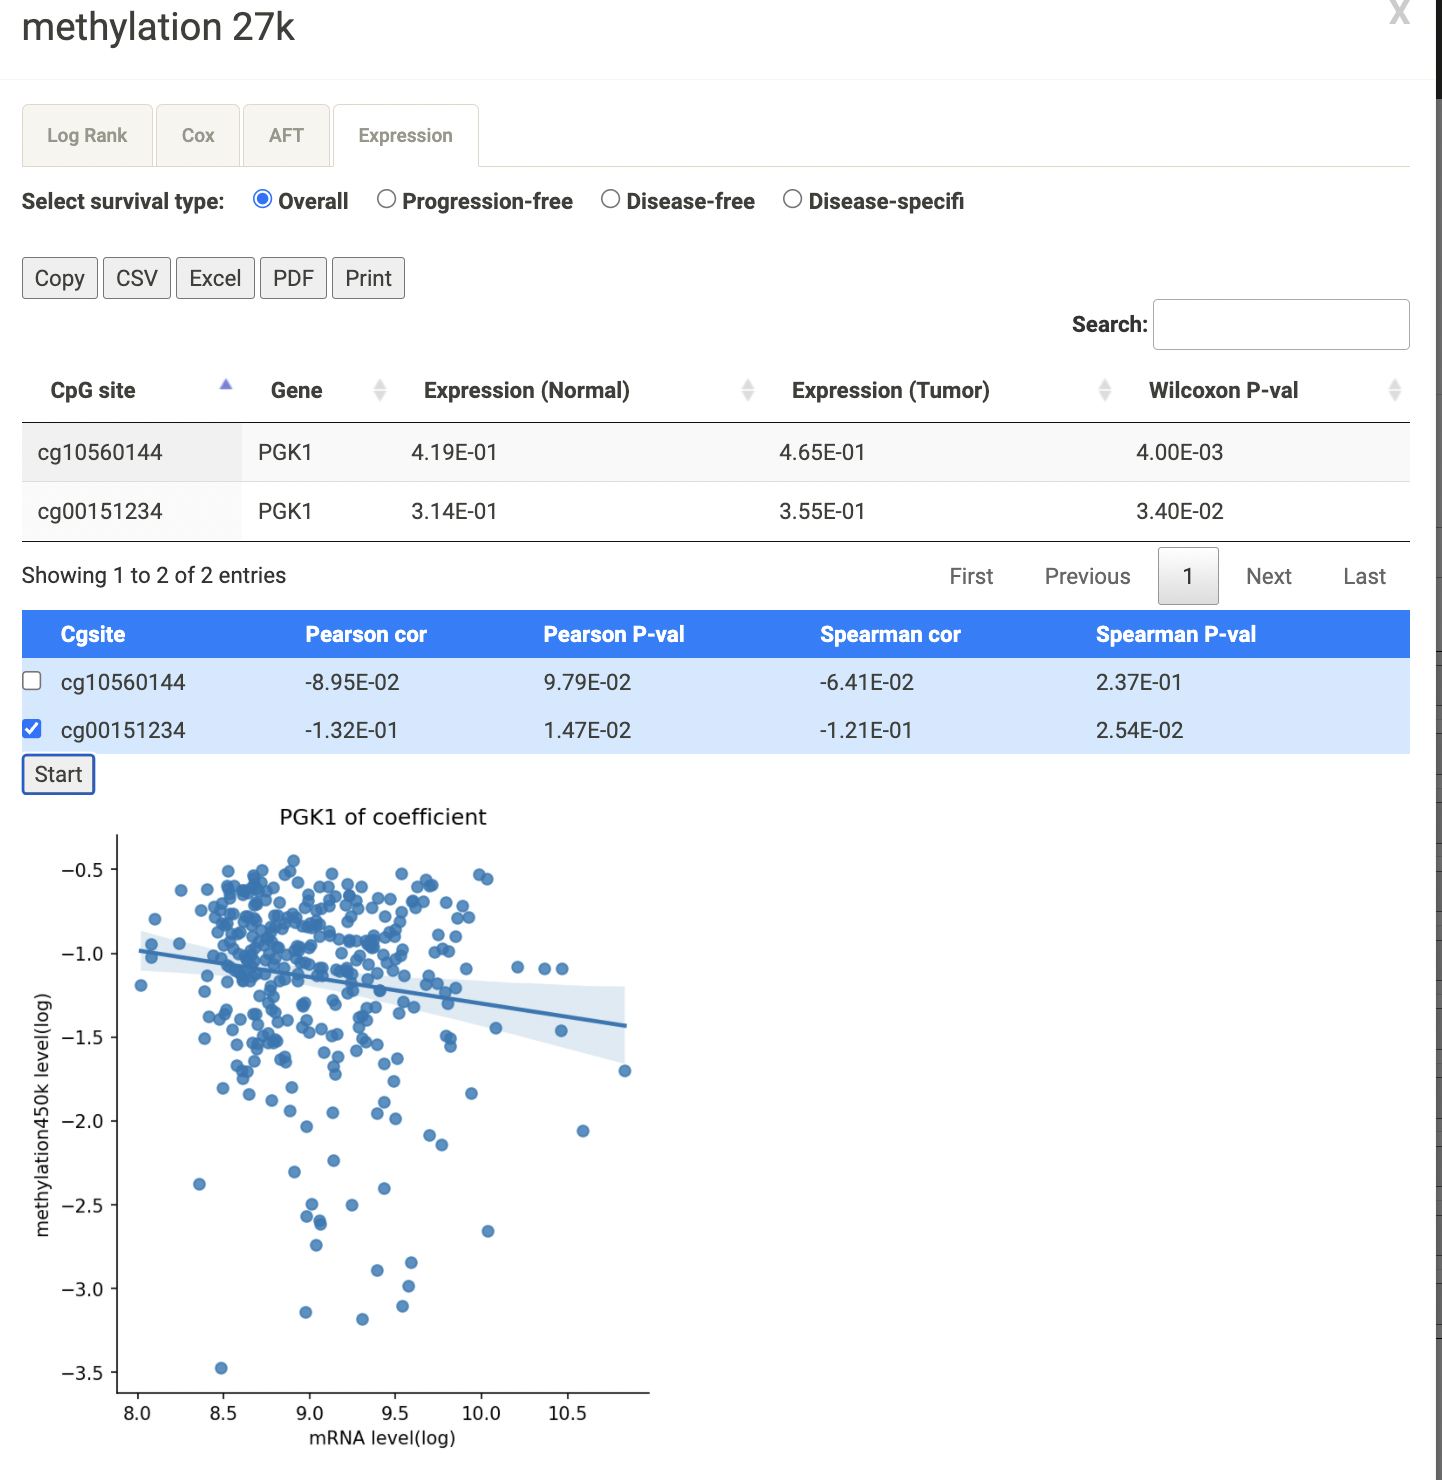 methylation 27k
X
Log Rank Cox AFT Expression
Select survival type: Overall Progression-free Disease-free Disease-specifi
Copy CSV Excel PDF Print
Search:
CpG site Gene Expression (Normal) Expression (Tumor) Wilcoxon P-val
cg10560144 PGK1 4.19E-01 4.65E-01 4.00E-03
cg00151234 PGK1 3.14E-01 3.55E-01 3.40E-02
Showing 1 to 2 of 2 entries First Previous 1 Next Last
Cgsite Pearson cor Pearson P-val Spearman cor Spearman P-val
cg10560144 -8.95E-02 9.79E-02 -6.41E-02 2.37E-01
cg00151234 -1.32E-01 1.47E-02 -1.21E-01 2.54E-02
Start
PGK1 of coefficient
−0.5
−1.0
−1.5
−2.0
−2.5
−3.0
−3.5
methylation450k level(log)
8.0 8.5 9.0 9.5 10.0 10.5
mRNA level(log)